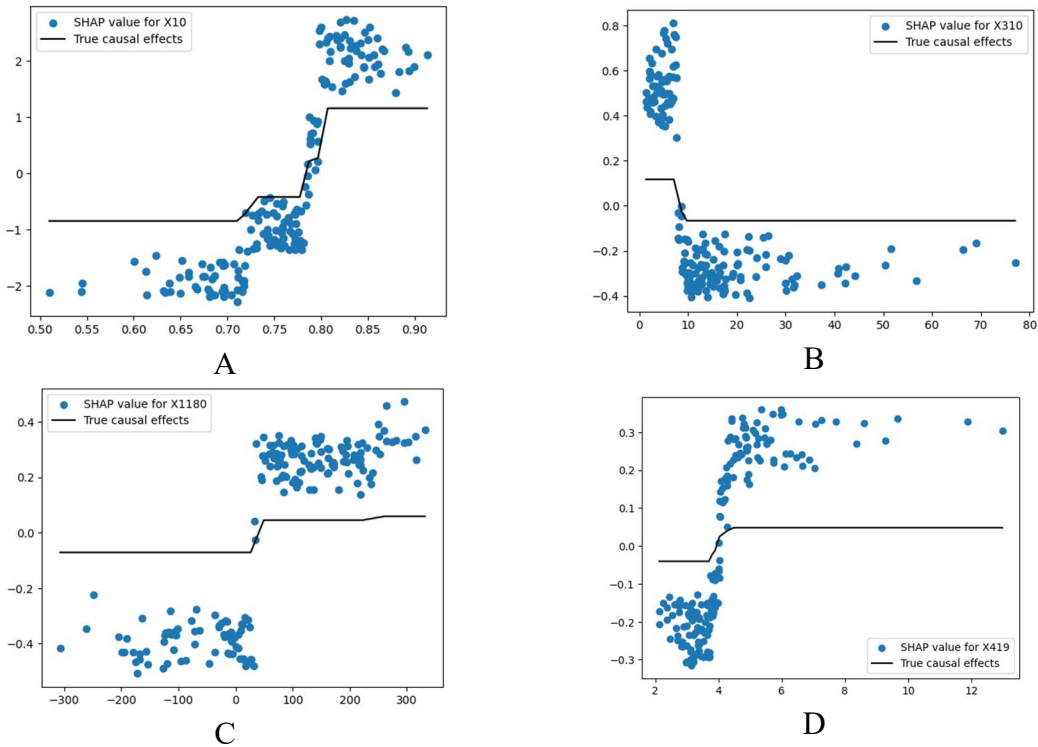 SHAP value for X10
True causal effects
2
1
0
−1
−2
0.50 0.55 0.60 0.65 0.70 0.75 0.80 0.85 0.90
A
SHAP value for X310
True causal effects
0.8
0.6
0.4
0.2
0.0
−0.2
−0.4
0 10 20 30 40 50 60 70 80
B
SHAP value for X1180
True causal effects
0.4
0.2
0.0
−0.2
−0.4
−300 −200 −100 0 100 200 300
C
0.3
0.2
0.1
0.0
−0.1
−0.2
−0.3
SHAP value for X419
True causal effects
2 4 6 8 10 12
D